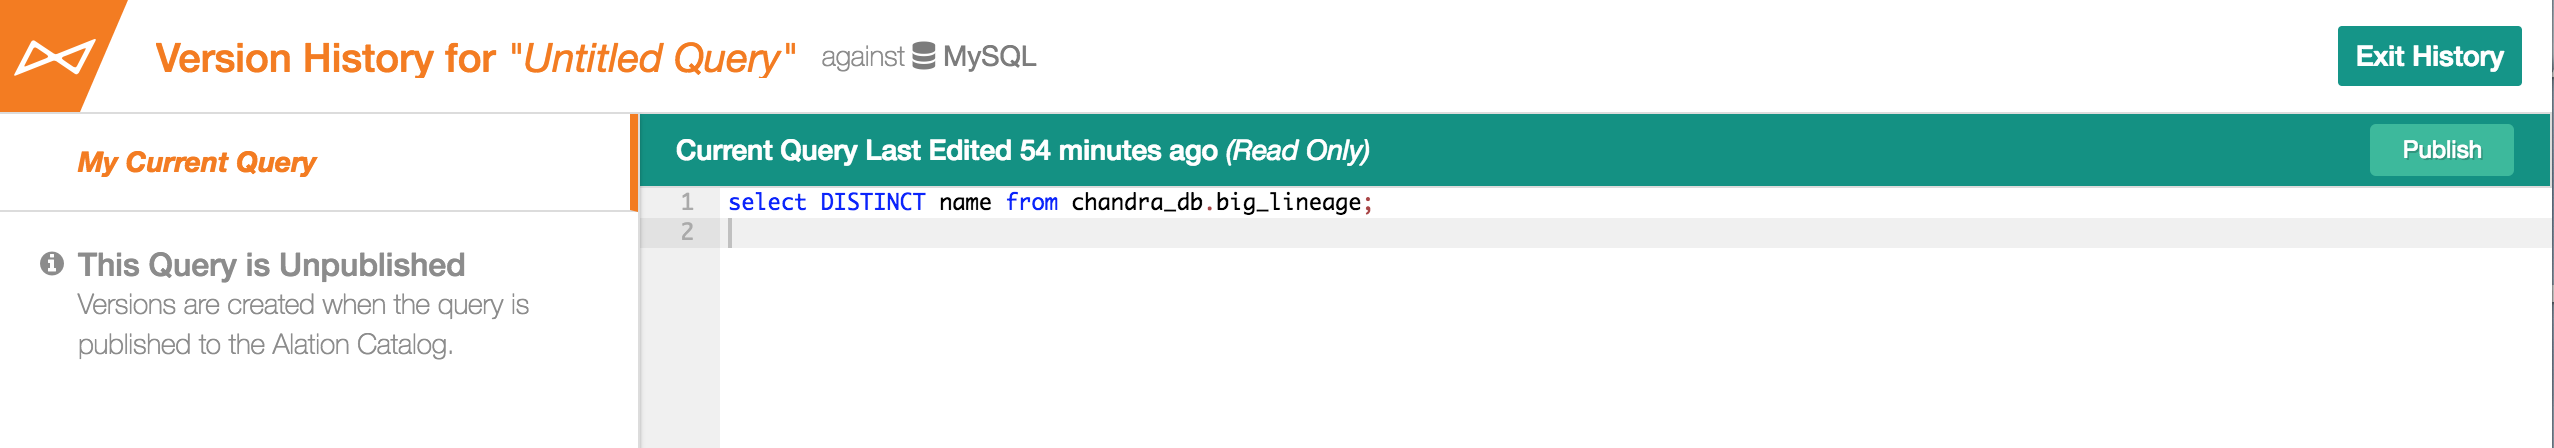 Version History for "Untitled Query" against MySQL
Exit History
My Current Query
Current Query Last Edited 54 minutes ago (Read Only)
Publish
1 select DISTINCT name from chandra_db.big_lineage;
2
This Query is Unpublished
Versions are created when the query is
published to the Alation Catalog.